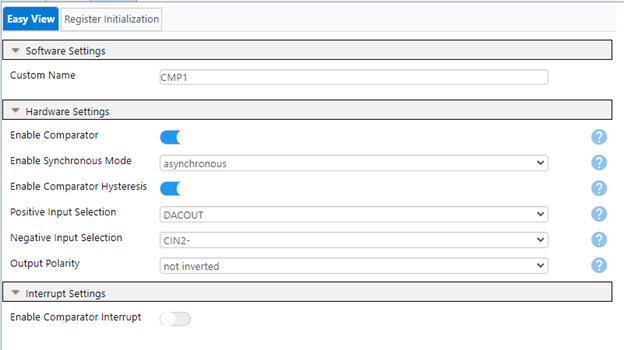 Easy View Register Initialization
Software Settings
Custom Name CMP1
Hardware Settings
Enable Comparator ?
Enable Synchronous Mode asynchronous ?
Enable Comparator Hysteresis ?
Positive Input Selection DACOUT ?
Negative Input Selection CIN2- ?
Output Polarity not inverted ?
Interrupt Settings
Enable Comparator Interrupt